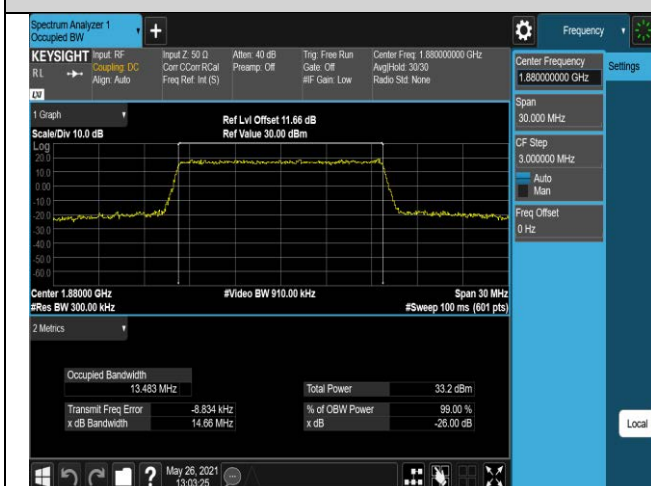 Spectrum Analyzer 1
Occupied BW
+
Frequency
KEYSIGHT
RL
Input: RF
Coupling: DC
Align: Auto
Input Z: 50 Ω
Corr CCorr RCal
Freq Ref: Int (S)
Atten: 40 dB
Preamp: Off
Trig: Free Run
Gate: Off
#IF Gain: Low
Center Freq: 1.880000000 GHz
Avg|Hold: 30/30
Radio Std: None
LXI
Center Frequency
1.880000000 GHz
Settings
Span
30.000 MHz
CF Step
3.000000 MHz
Auto
Man
Freq Offset
0 Hz
1 Graph
Scale/Div 10.0 dB
Ref Lvl Offset 11.66 dB
Ref Value 30.00 dBm
Log
20.0
10.0
0.00
-10.0
-20.0
-30.0
-40.0
-50.0
-60.0
Center 1.88000 GHz
#Video BW 910.00 kHz
Span 30 MHz
#Res BW 300.00 kHz
#Sweep 100 ms (601 pts)
2 Metrics
Occupied Bandwidth
13.483 MHz
Total Power 33.2 dBm
Transmit Freq Error -8.834 kHz
% of OBW Power 99.00 %
x dB Bandwidth 14.66 MHz
x dB -26.00 dB
Local
?
May 26, 2021
13:03:25